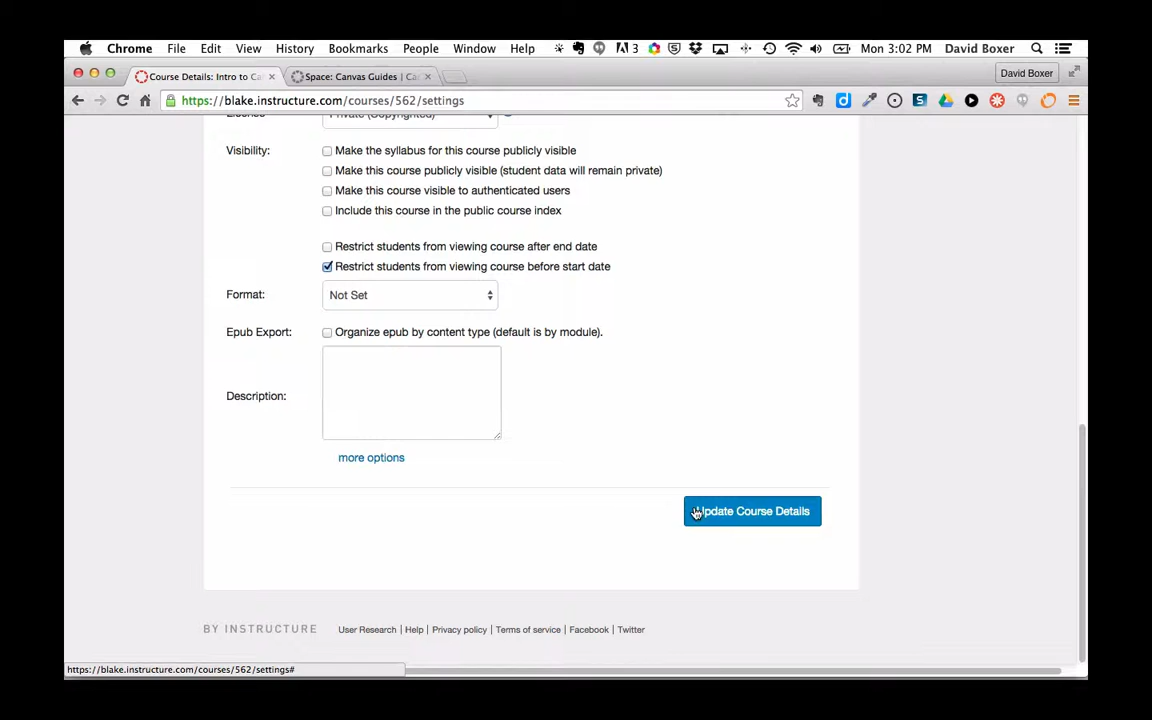 Chrome File Edit View History Bookmarks People Window Help 3 Mon 3:02 PM David Boxer
Course Details: Intro to Ca Space: Canvas Guides | Ca David Boxer
https://blake.instructure.com/courses/562/settings
License Private (Copyrighted)
Visibility: Make the syllabus for this course publicly visible
Make this course publicly visible (student data will remain private)
Make this course visible to authenticated users
Include this course in the public course index
Restrict students from viewing course after end date
Restrict students from viewing course before start date
Format: Not Set
Epub Export: Organize epub by content type (default is by module).
Description:
more options
Update Course Details
BY INSTRUCTURE User Research | Help | Privacy policy | Terms of service | Facebook | Twitter
https://blake.instructure.com/courses/562/settings#